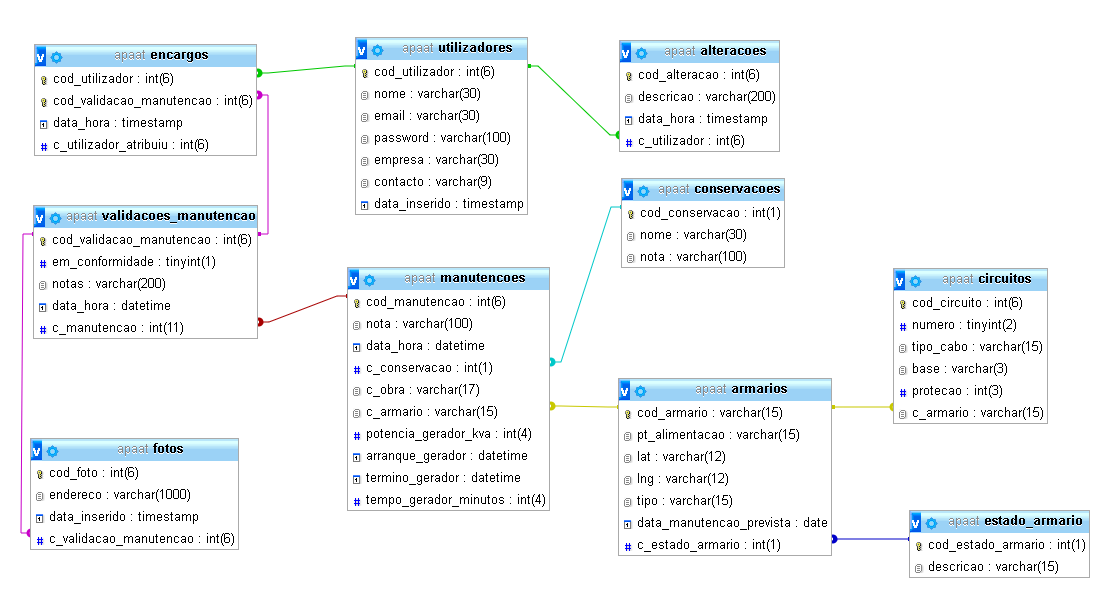 apaat encargos
cod_utilizador : int(6)
cod_validacao_manutencao : int(6)
data_hora : timestamp
c_utilizador_atribuiu : int(6)
apaat utilizadores
cod_utilizador : int(6)
nome : varchar(30)
email : varchar(30)
password : varchar(100)
empresa : varchar(30)
contacto : varchar(9)
data_inserido : timestamp
apaat alteracoes
cod_alteracao : int(6)
descricao : varchar(200)
data_hora : timestamp
c_utilizador : int(6)
apaat conservacoes
cod_conservacao : int(1)
nome : varchar(30)
nota : varchar(100)
apaat validacoes_manutencao
cod_validacao_manutencao : int(6)
em_conformidade : tinyint(1)
notas : varchar(200)
data_hora : datetime
c_manutencao : int(11)
apaat manutencoes
cod_manutencao : int(6)
nota : varchar(100)
data_hora : datetime
c_conservacao : int(1)
c_obra : varchar(17)
c_armario : varchar(15)
potencia_gerador_kva : int(4)
arranque_gerador : datetime
termino_gerador : datetime
tempo_gerador_minutos : int(4)
apaat circuitos
cod_circuito : int(6)
numero : tinyint(2)
tipo_cabo : varchar(15)
base : varchar(3)
protecao : int(3)
c_armario : varchar(15)
apaat armarios
cod_armario : varchar(15)
pt_alimentacao : varchar(15)
lat : varchar(12)
lng : varchar(12)
tipo : varchar(15)
data_manutencao_prevista : date
c_estado_armario : int(1)
apaat fotos
cod_foto : int(6)
endereco : varchar(1000)
data_inserido : timestamp
c_validacao_manutencao : int(6)
apaat estado_armario
cod_estado_armario : int(1)
descricao : varchar(15)